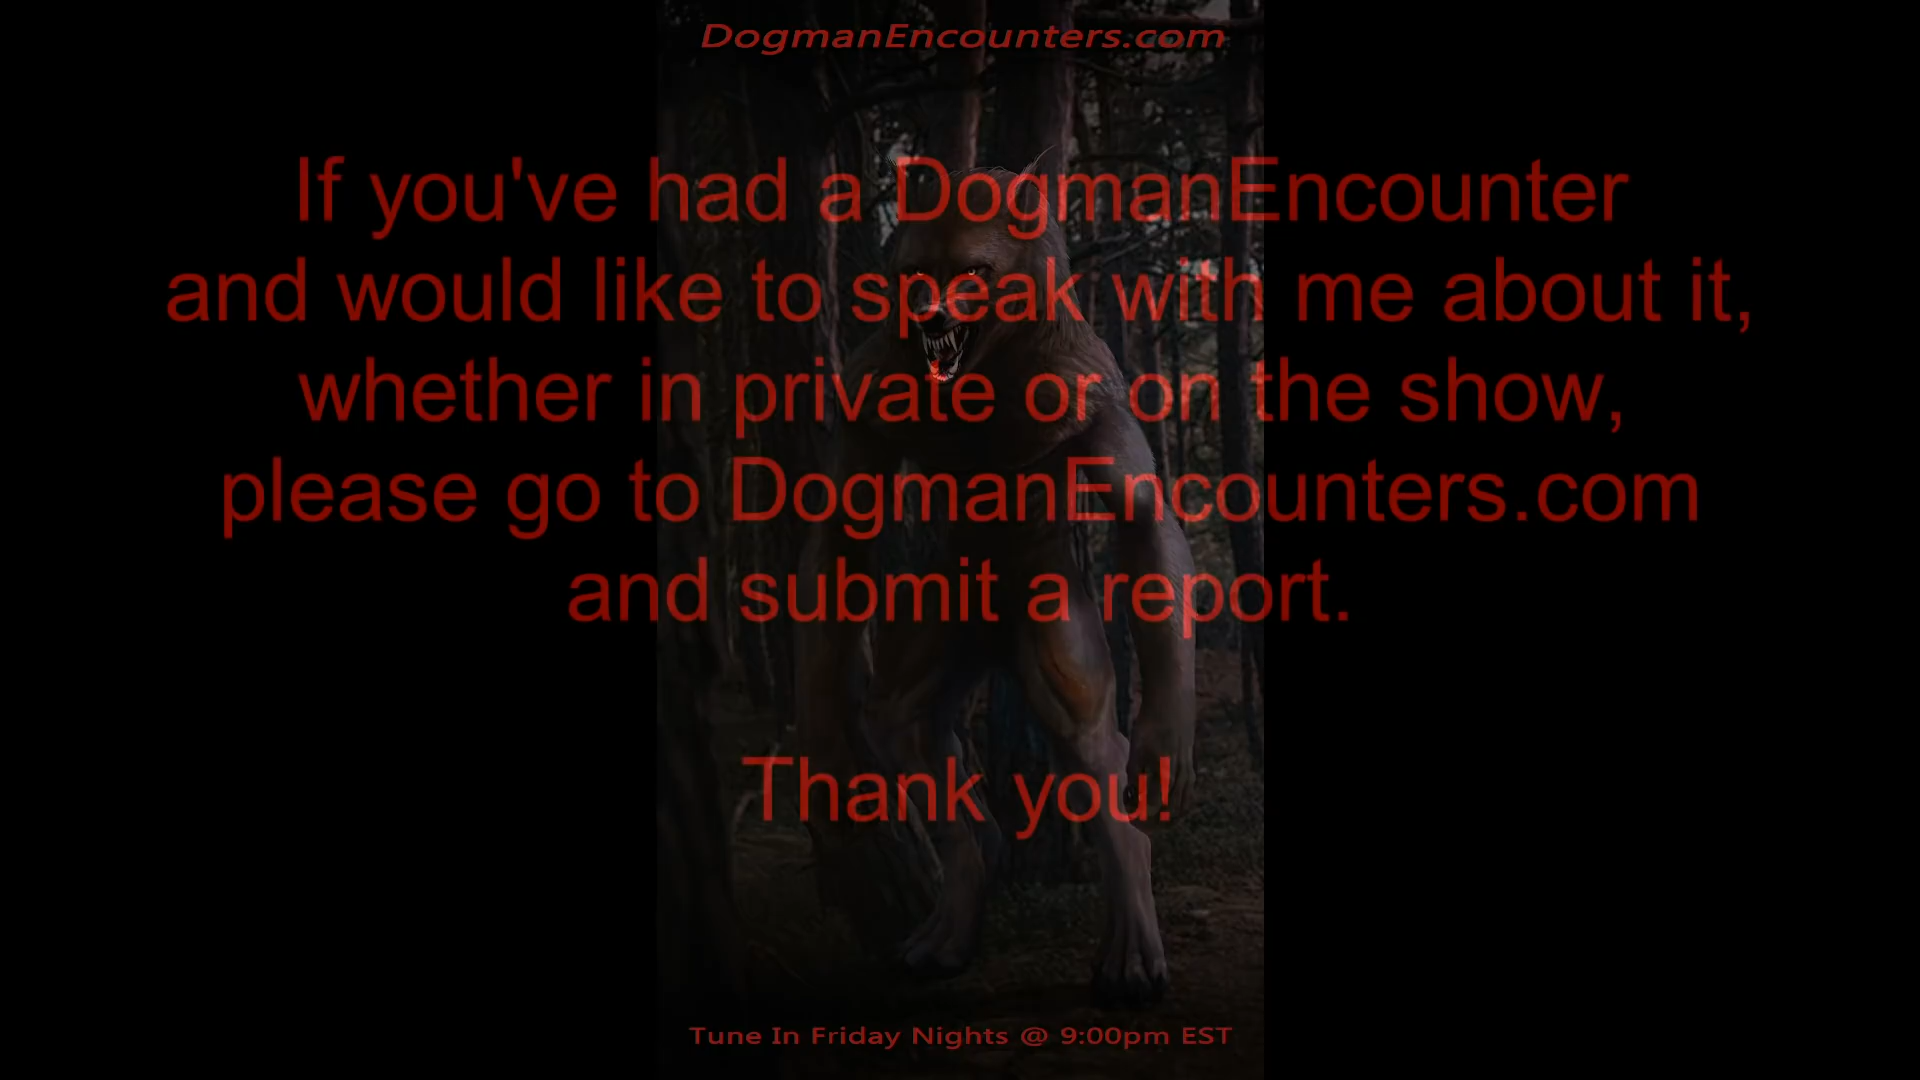 DogmanEncounters.com
If you've had a DogmanEncounter
and would like to speak with me about it,
whether in private or on the show,
please go to DogmanEncounters.com
and submit a report.
Thank you!
Tune In Friday Nights @ 9:00pm EST